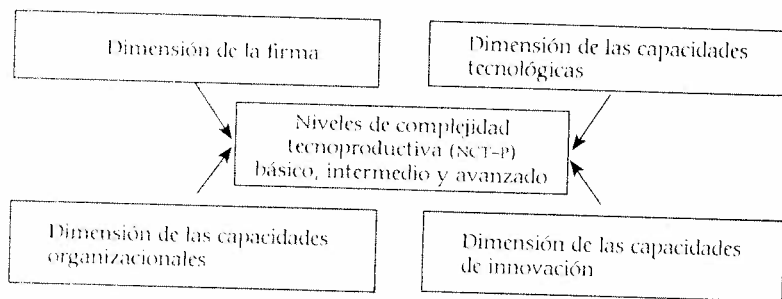 Dimensión de la firma
Dimensión de las capacidades
tecnológicas
Niveles de complejidad
tecnoproductiva (NCT-P)
básico, intermedio y avanzado
Dimensión de las capacidades
organizacionales
Dimensión de las capacidades
de innovación